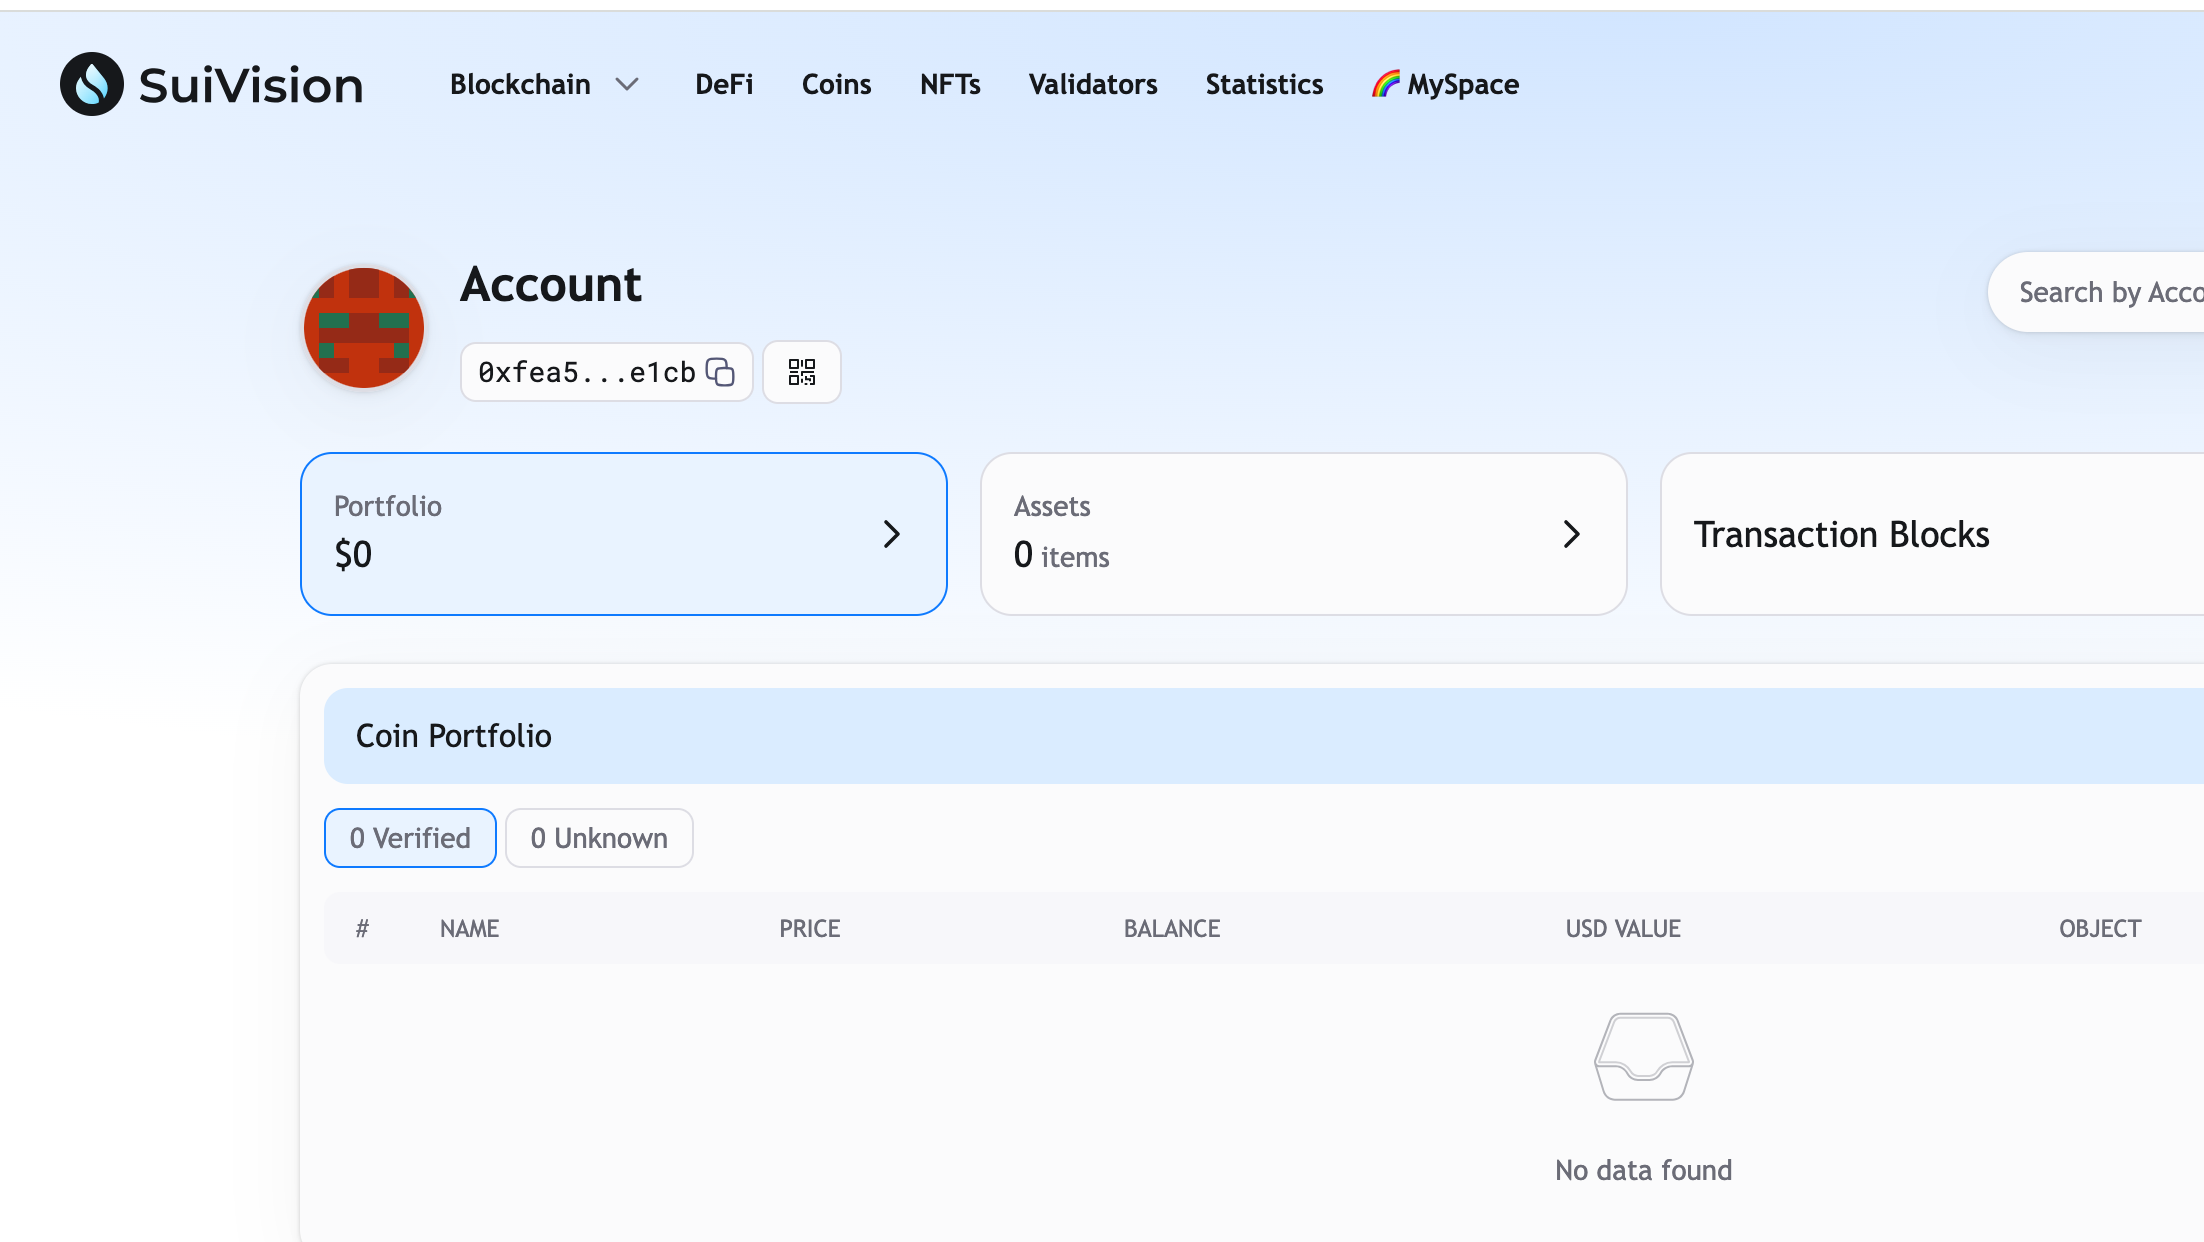 SuiVision
Blockchain
DeFi
Coins
NFTs
Validators
Statistics
MySpace
Account
Search by Acco
0xfea5...e1cb
Portfolio
$0
Assets
0 items
Transaction Blocks
Coin Portfolio
0 Verified
0 Unknown
# NAME PRICE BALANCE USD VALUE OBJECT
No data found